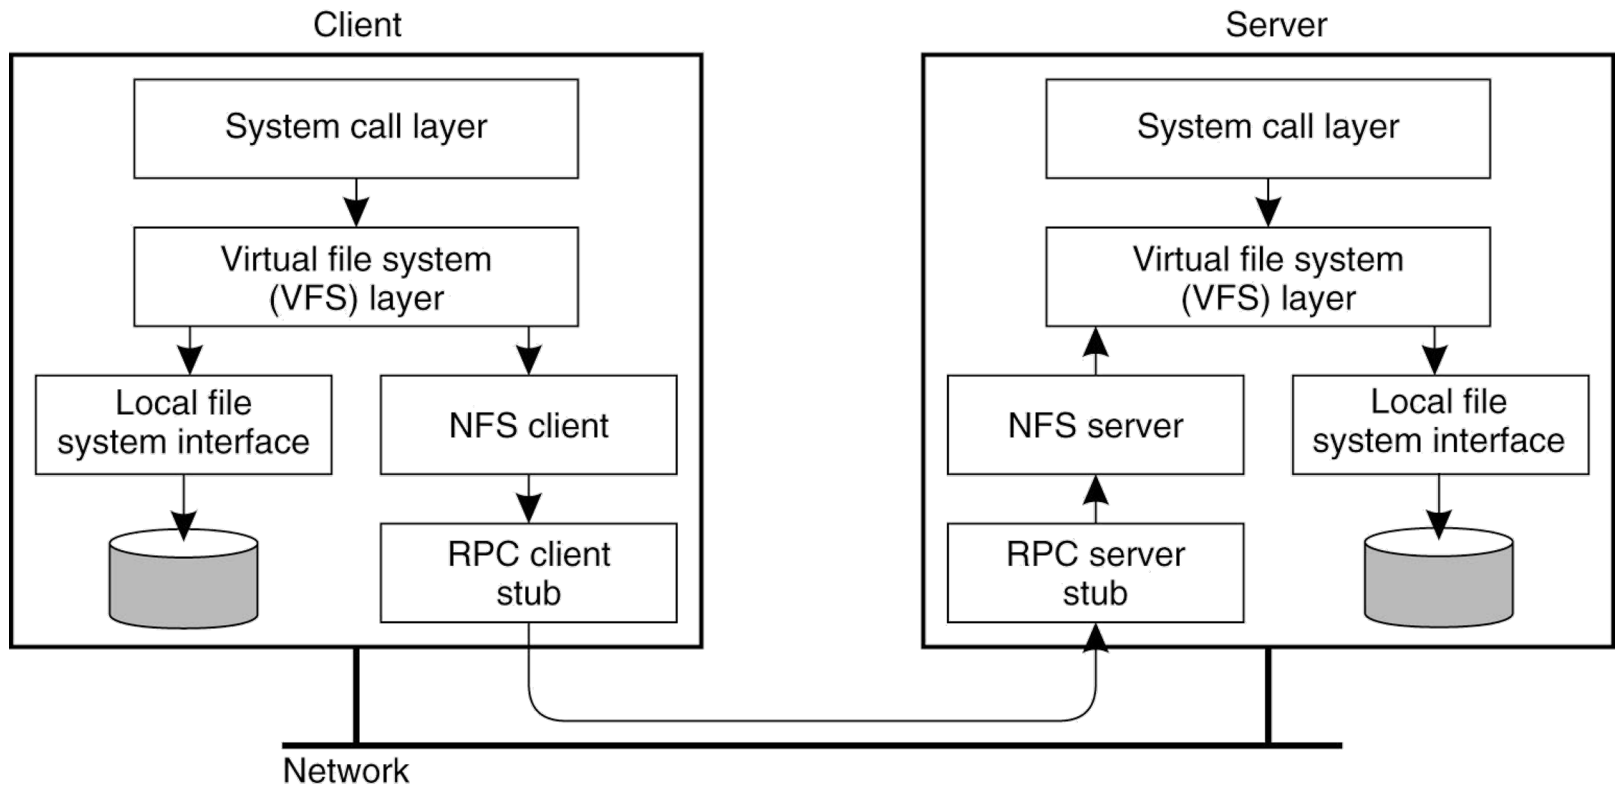 Client
Server
System call layer
System call layer
Virtual file system
(VFS) layer
Virtual file system
(VFS) layer
Local file
system interface
NFS client
NFS server
Local file
system interface
RPC client
stub
RPC server
stub
Network